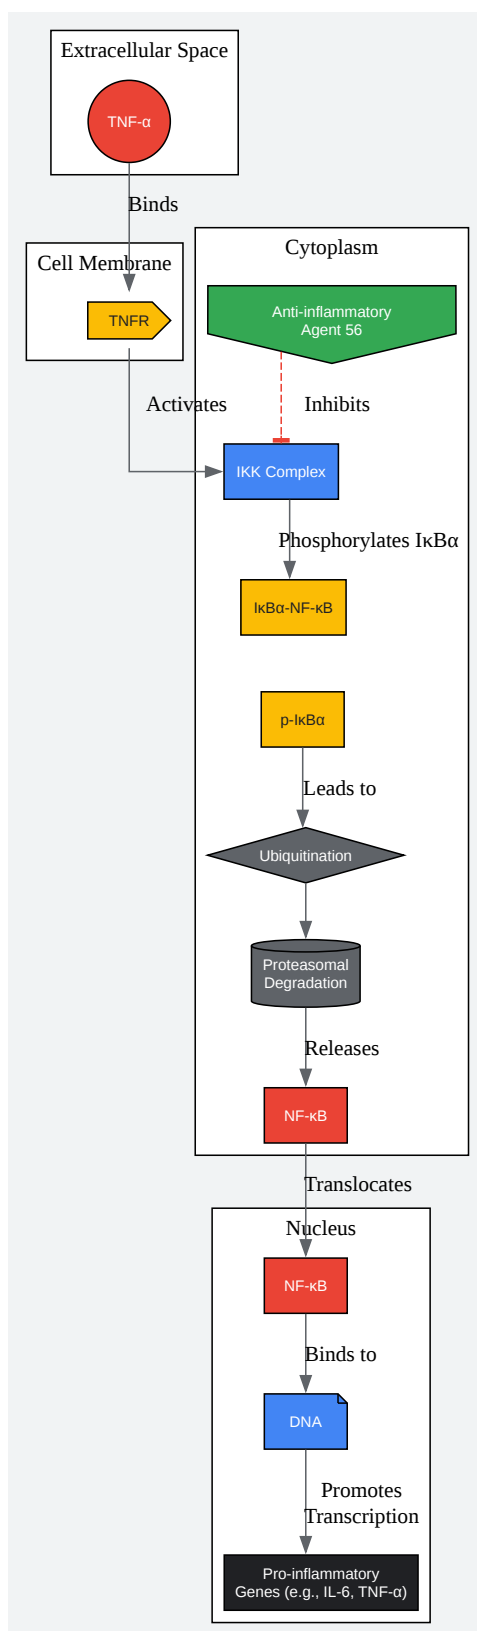 Extracellular Space
TNF-α
Binds
Cell Membrane
TNFR
Cytoplasm
Anti-inflammatory
Agent 56
Activates
Inhibits
IKK Complex
Phosphorylates IκBα
IκBα-NF-κB
p-IκBα
Leads to
Ubiquitination
Proteasomal
Degradation
Releases
NF-κB
Translocates
Nucleus
NF-κB
Binds to
DNA
Promotes
Transcription
Pro-inflammatory
Genes (e.g., IL-6, TNF-α)